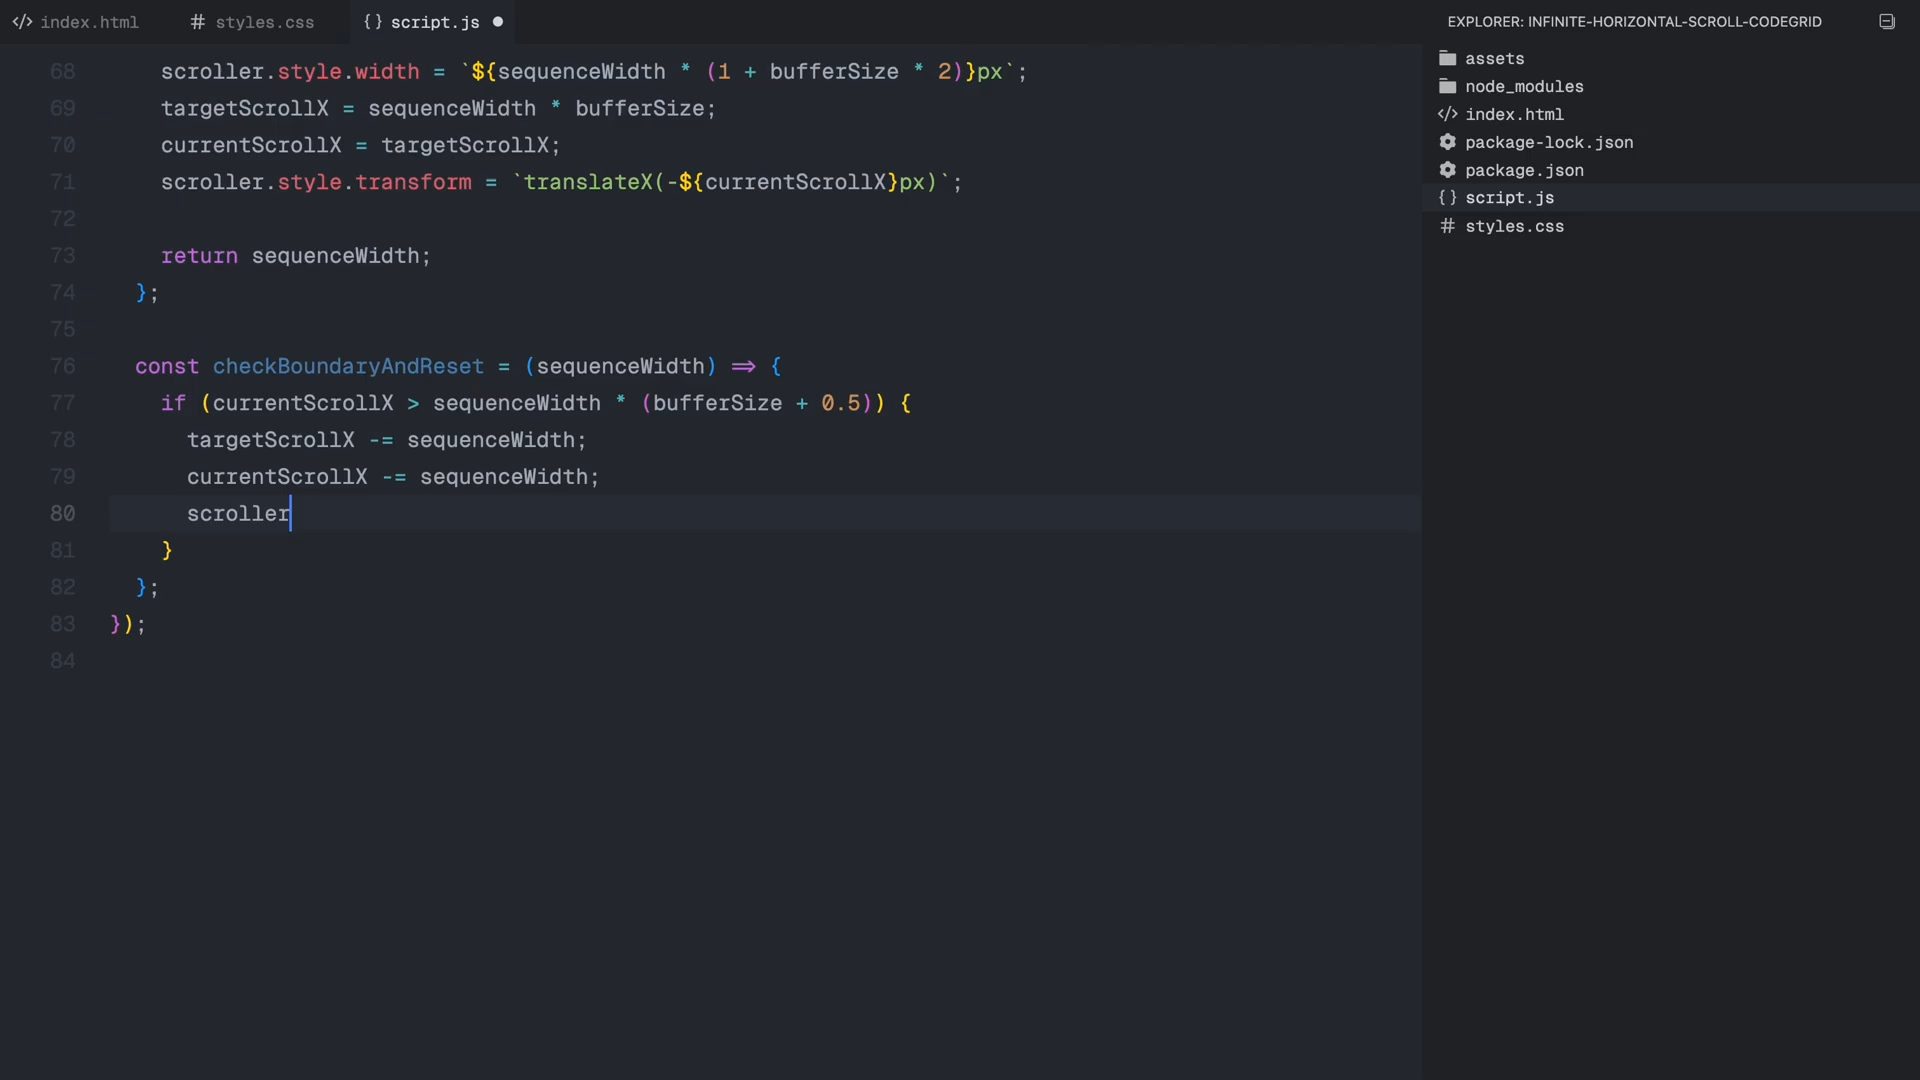 index.html
# styles.css
{} script.js
EXPLORER: INFINITE-HORIZONTAL-SCROLL-CODEGRID
68 scroller.style.width = `${sequenceWidth * (1 + bufferSize * 2)}px`;
69 targetScrollX = sequenceWidth * bufferSize;
70 currentScrollX = targetScrollX;
71 scroller.style.transform = `translateX(-${currentScrollX}px)`;
72
73 return sequenceWidth;
74 };
75
76 const checkBoundaryAndReset = (sequenceWidth) => {
77 if (currentScrollX > sequenceWidth * (bufferSize + 0.5)) {
78 targetScrollX -= sequenceWidth;
79 currentScrollX -= sequenceWidth;
80 scroller
81 }
82 };
83 });
84
assets
node_modules
</> index.html
package-lock.json
package.json
{} script.js
# styles.css